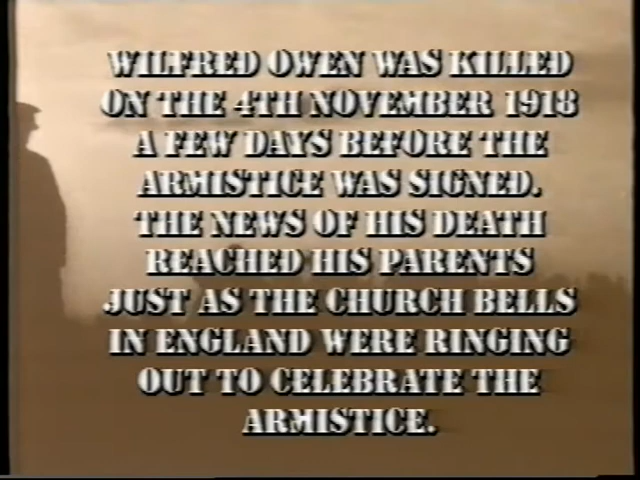 WILFRED OWEN WAS KILLED
ON THE 4TH NOVEMBER 1918
A FEW DAYS BEFORE THE
ARMISTICE WAS SIGNED.
THE NEWS OF HIS DEATH
REACHED HIS PARENTS
JUST AS THE CHURCH BELLS
IN ENGLAND WERE RINGING
OUT TO CELEBRATE THE
ARMISTICE.